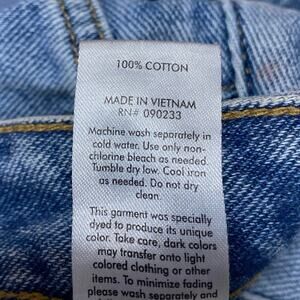 100% COTTON
MADE IN VIETNAM
RN# 090233
Machine wash separately in
cold water. Use only non-
chlorine bleach as needed.
Tumble dry low. Cool iron
as needed. Do not dry
clean.
This garment was specially
dyed to produce its unique
color. Take care, dark colors
may transfer onto light
colored clothing or other
items. To minimize fading
please wash separately and